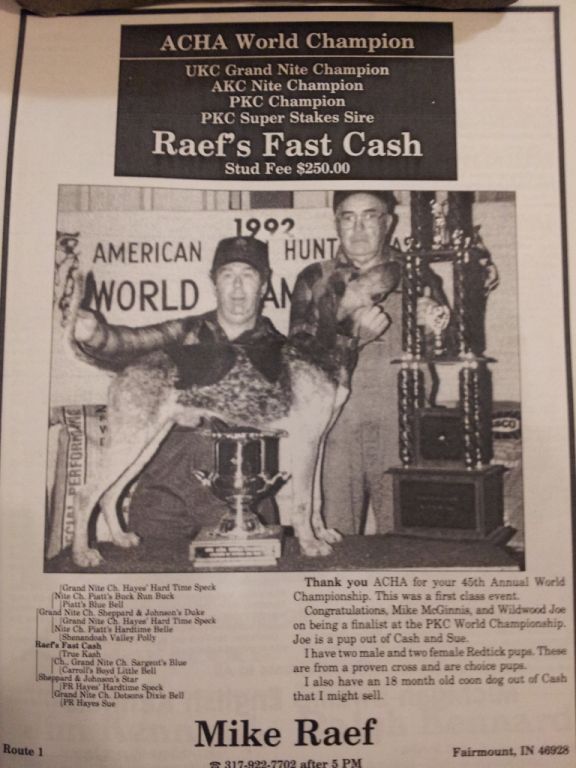 ACHA World Champion
UKC Grand Nite Champion
AKC Nite Champion
PKC Champion
PKC Super Stakes Sire
Raef's Fast Cash
Stud Fee $250.00
1992
AMERICAN HUNT
WORLD
[Grand Nite Ch. Hayes' Hard Time Speck
[Nite Ch. Piatt's Buck Run Buck
[Piatt's Blue Bell
[Grand Nite Ch. Sheppard & Johnson's Duke
[Grand Nite Ch. Hayes' Hard Time Speck
[Nite Ch. Piatt's Hardtime Belle
[Shenandoah Valley Polly
Raef's Fast Cash
[True Kash
[Ch., Grand Nite Ch. Sargent's Blue
[Carroll's Boyd Little Bell
[Sheppard & Johnson's Star
[PR Hayes' Hardtime Speck
[Grand Nite Ch. Dotsons Dixie Bell
[PR Hayes Sue
Thank you ACHA for your 45th Annual World
Championship. This was a first class event.
Congratulations, Mike McGinnis, and Wildwood Joe
on being a finalist at the PKC World Championship.
Joe is a pup out of Cash and Sue.
I have two male and two female Redtick pups. These
are from a proven cross and are choice pups.
I also have an 18 month old coon dog out of Cash
that I might sell.
Mike Raef
Route 1
Fairmount, IN 46928
☎ 317-922-7702 after 5 PM